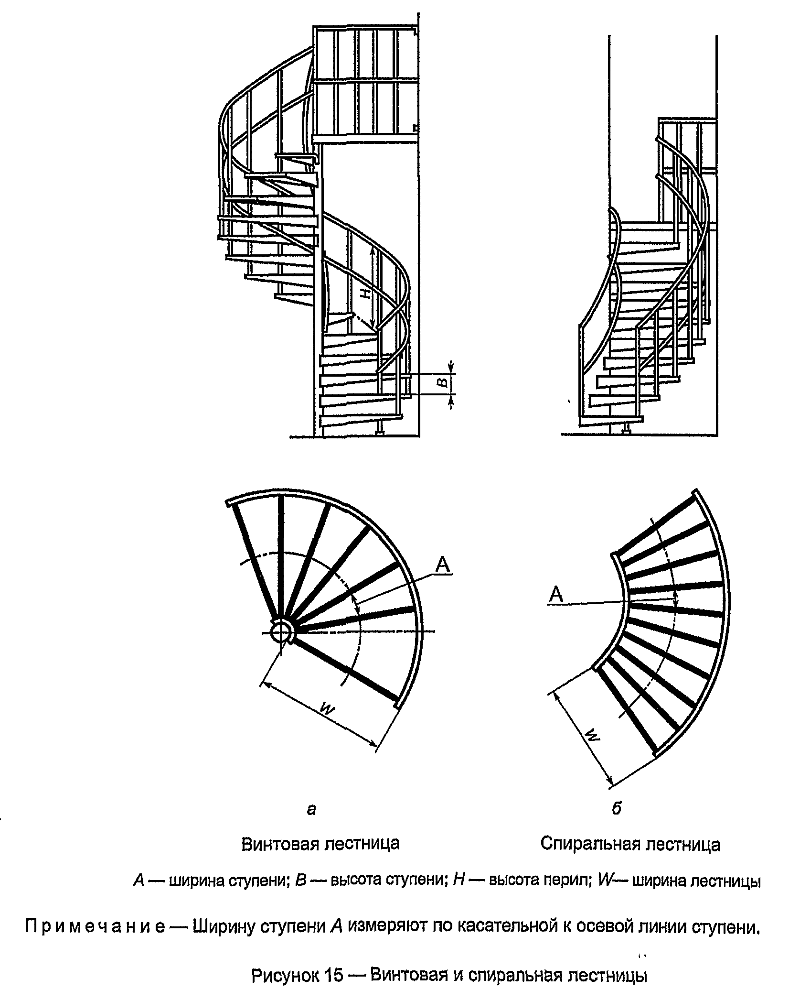 H
B
A
A
W
W
а
б
Винтовая лестница
Спиральная лестница
A — ширина ступени; B — высота ступени; H — высота перил; W — ширина лестницы
Примечание — Ширину ступени A измеряют по касательной к осевой линии ступени.
Рисунок 15 — Винтовая и спиральная лестницы